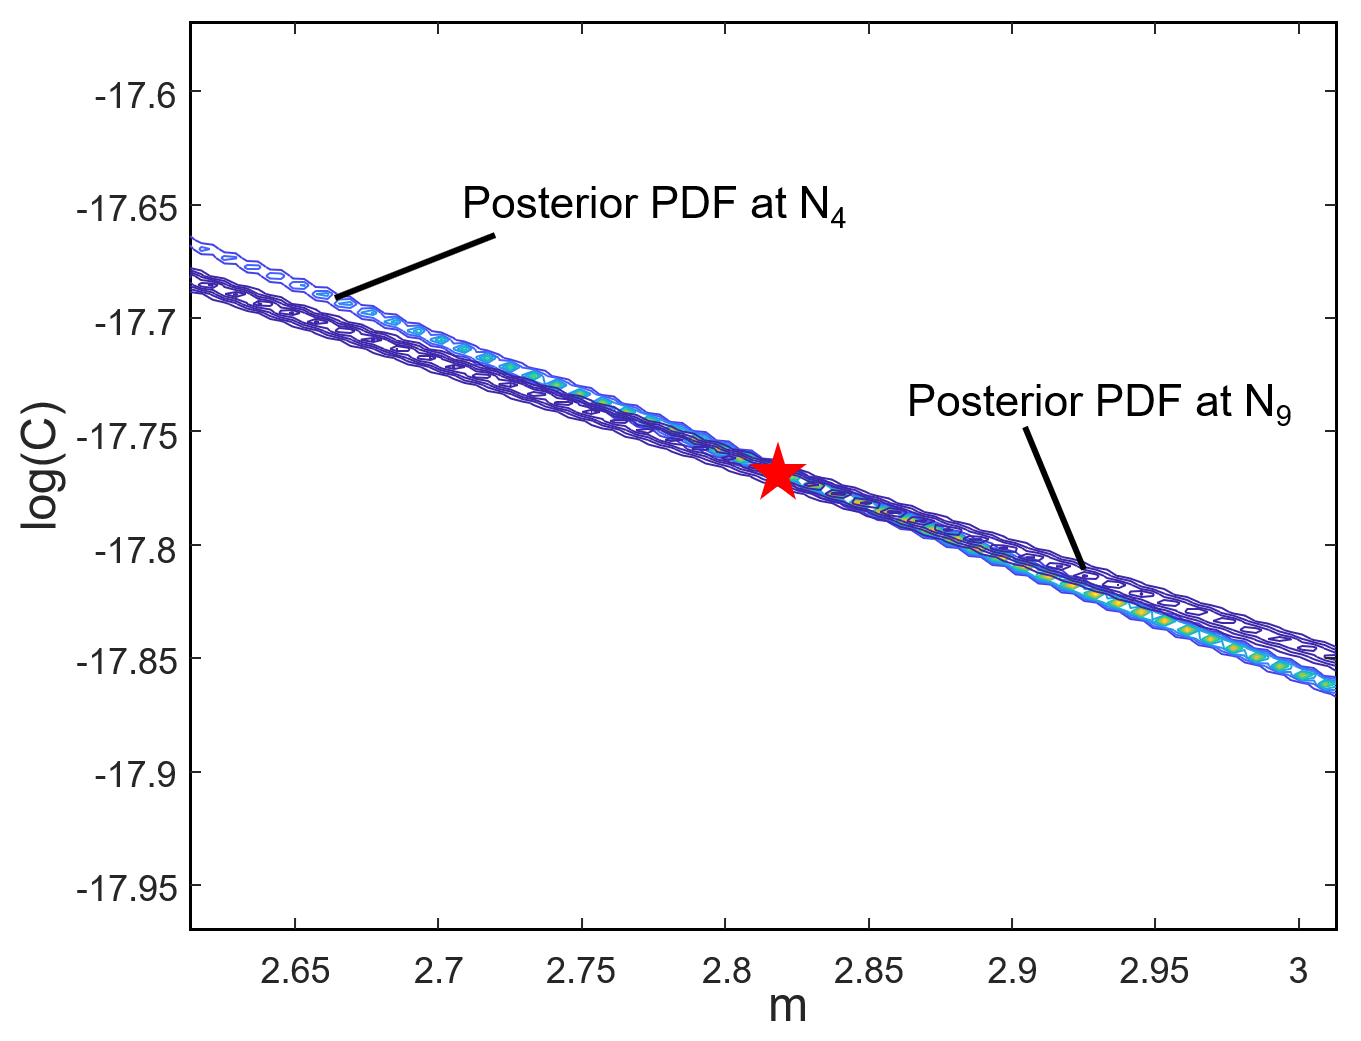 -17.6
-17.65
Posterior PDF at N₄
-17.7
Posterior PDF at N₉
-17.75
log(C)
-17.8
-17.85
-17.9
-17.95
2.65 2.7 2.75 2.8 2.85 2.9 2.95 3
m